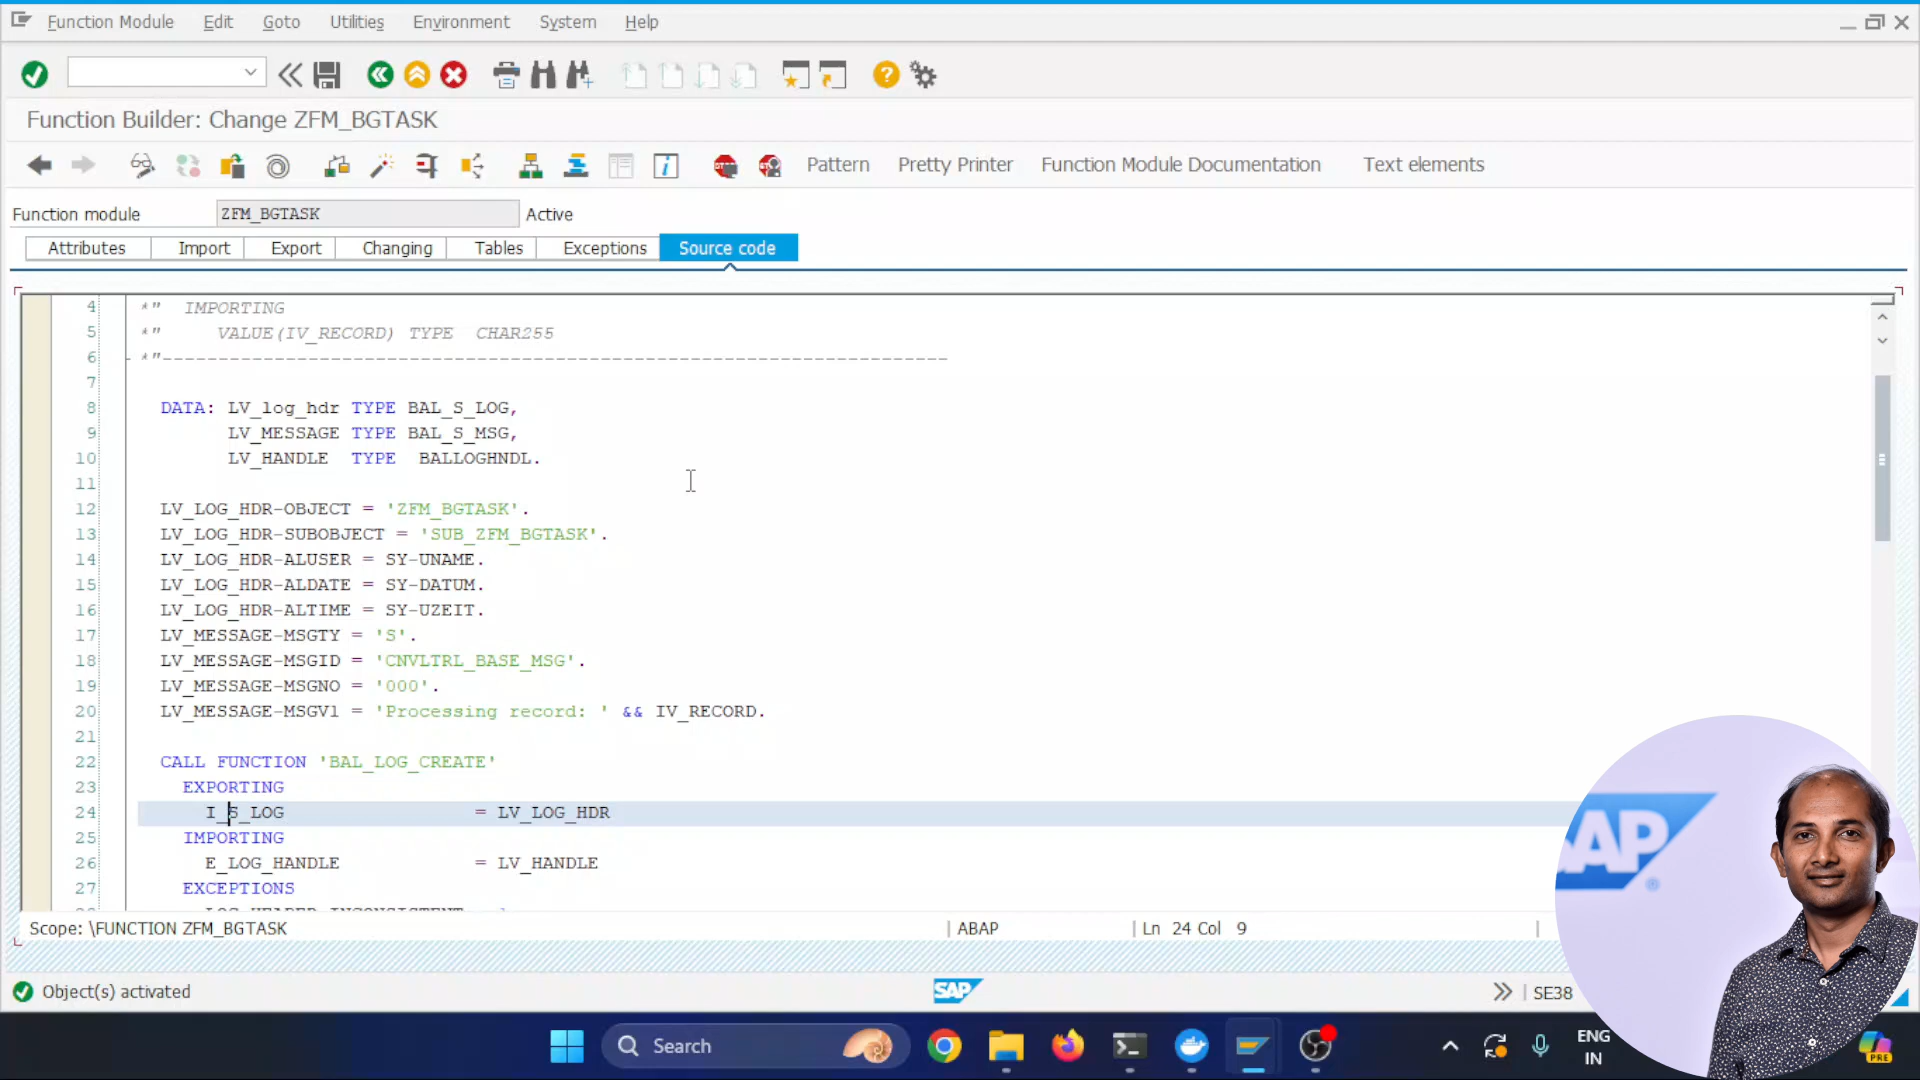 Function Module Edit Goto Utilities Environment System Help
Function Builder: Change ZFM_BGTASK
Pattern Pretty Printer Function Module Documentation Text elements
Function module ZFM_BGTASK Active
Attributes Import Export Changing Tables Exceptions Source code
4 *" IMPORTING
5 *" VALUE(IV_RECORD) TYPE CHAR255
6 *"----------------------------------------------------------------------
7
8 DATA: LV_log_hdr TYPE BAL_S_LOG,
9 LV_MESSAGE TYPE BAL_S_MSG,
10 LV_HANDLE TYPE BALLOGHNDL.
11
12 LV_LOG_HDR-OBJECT = 'ZFM_BGTASK'.
13 LV_LOG_HDR-SUBOBJECT = 'SUB_ZFM_BGTASK'.
14 LV_LOG_HDR-ALUSER = SY-UNAME.
15 LV_LOG_HDR-ALDATE = SY-DATUM.
16 LV_LOG_HDR-ALTIME = SY-UZEIT.
17 LV_MESSAGE-MSGTY = 'S'.
18 LV_MESSAGE-MSGID = 'CNVLTRL_BASE_MSG'.
19 LV_MESSAGE-MSGNO = '000'.
20 LV_MESSAGE-MSGV1 = 'Processing record: ' && IV_RECORD.
21
22 CALL FUNCTION 'BAL_LOG_CREATE'
23 EXPORTING
24 I_S_LOG = LV_LOG_HDR
25 IMPORTING
26 E_LOG_HANDLE = LV_HANDLE
27 EXCEPTIONS
Scope: \FUNCTION ZFM_BGTASK ABAP Ln 24 Col 9
Object(s) activated SAP SE38
SAP
Search
ENG
IN
PRE